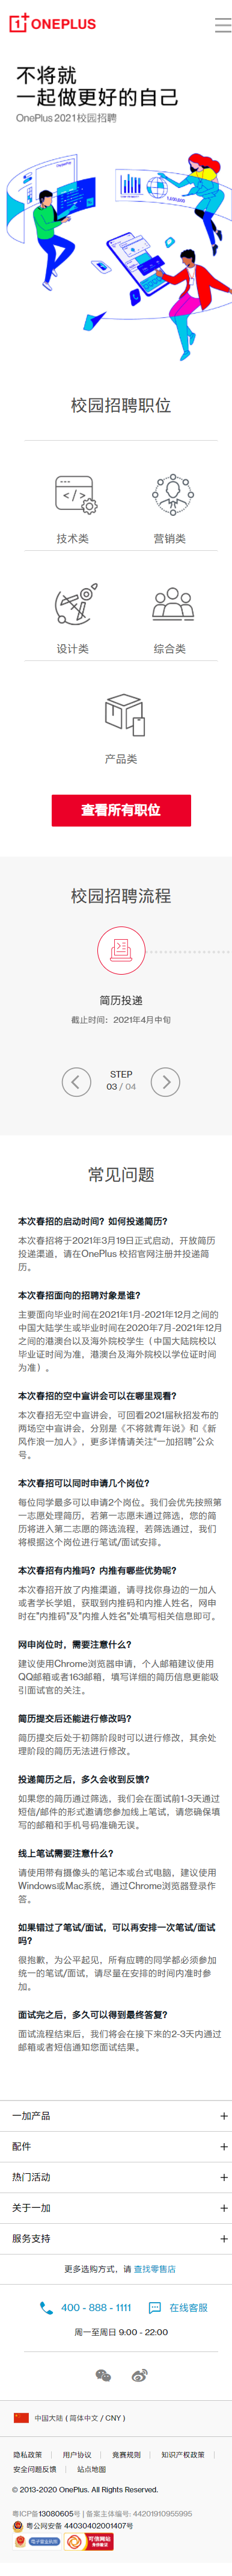 ONEPLUS
不将就
一起做更好的自己
OnePlus 2021校园招聘
1,600,000
校园招聘职位
技术类
营销类
设计类
综合类
产品类
查看所有职位
校园招聘流程
简历投递
截止时间：2021年4月中旬
STEP
03 / 04
常见问题
本次春招的启动时间？如何投递简历？
本次春招将于2021年3月19日正式启动，开放简
历投递渠道，请在OnePlus 校招官网注册并投递简
历。
本次春招面向的招聘对象是谁？
主要面向毕业时间在2021年1月-2021年12月之间的
中国大陆学生或毕业时间在2020年7月-2021年12月
之间的港澳台以及海外院校学生（中国大陆院校以
毕业证时间为准，港澳台及海外院校以学位证时间
为准）。
本次春招的空中宣讲会可以在哪里观看？
本次春招无空中宣讲会，可回看2021届秋招发布的
两场空中宣讲会，分别是《不将就青年说》和《新
风作浪一加人》，更多详情请关注“一加招聘”公众
号。
本次春招可以同时申请几个岗位？
每位同学最多可以申请2个岗位。我们会优先按照第
一志愿处理简历，若第一志愿未通过筛选，您的简
历将进入第二志愿的筛选流程，若筛选通过，我们
将根据这个岗位进行笔试/面试安排。
本次春招有内推吗？内推有哪些优势呢？
本次春招开放了内推渠道，请寻找你身边的一加人
或者学长学姐，获取到内推码和内推人姓名，网申
时在"内推码”及"内推人姓名"处填写相关信息即可。
网申岗位时，需要注意什么？
建议使用Chrome浏览器申请，个人邮箱建议使用
QQ邮箱或者163邮箱，填写详细的简历信息更能吸
引面试官的关注。
简历提交后还能进行修改吗？
简历提交后处于初筛阶段时可以进行修改，其余处
理阶段的简历无法进行修改。
投递简历之后，多久会收到反馈？
如果您的简历通过筛选，我们会在面试前1-3天通过
短信/邮件的形式邀请您参加线上笔试，请您确保填
写的邮箱和手机号码准确无误。
线上笔试需要注意什么？
请使用带有摄像头的笔记本或台式电脑，建议使用
Windows或Mac系统，通过Chrome浏览器登录作
答。
如果错过了笔试/面试，可以再安排一次笔试/面试
吗？
很抱歉，为公平起见，所有应聘的同学都必须参加
统一的笔试/面试，请尽量在安排的时间内准时参
加。
面试完之后，多久可以得到最终答复？
面试流程结束后，我们将会在接下来的2-3天内通过
邮箱或者短信通知您面试结果。
一加产品
配件
热门活动
关于一加
服务支持
更多选购方式，请 查找零售店
400 - 888 - 1111 在线客服
周一至周日 9:00 - 22:00
中国大陆 ( 简体中文 / CNY )
隐私政策 用户协议 竞赛规则 知识产权政策
安全问题反馈 站点地图
© 2013-2020 OnePlus. All Rights Reserved.
粤ICP备13080605号 | 备案主体编号: 44201910955995
粤公网安备 44030402001407号
电子营业执照 可信网站